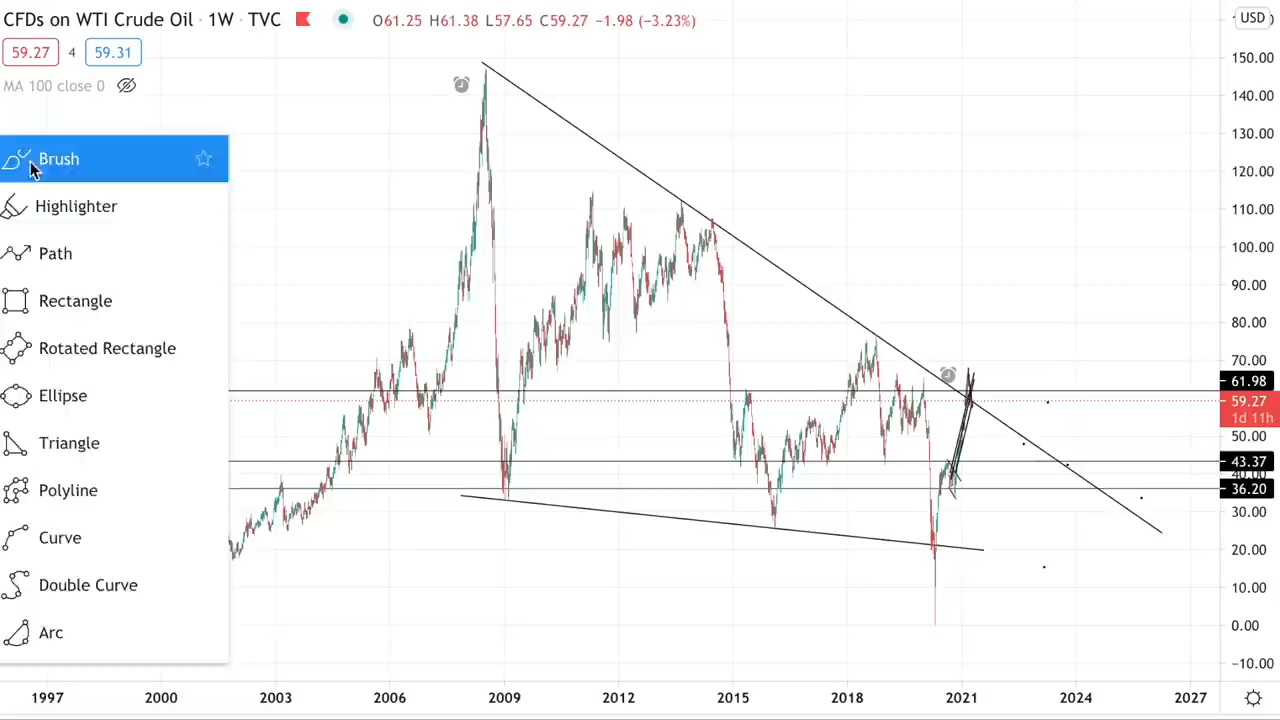 CFDs on WTI Crude Oil · 1W · TVC O61.25 H61.38 L57.65 C59.27 −1.98 (−3.23%)
USD
59.27 4 59.31
MA 100 close 0
Brush
Highlighter
Path
Rectangle
Rotated Rectangle
Ellipse
Triangle
Polyline
Curve
Double Curve
Arc
150.00
140.00
130.00
120.00
110.00
100.00
90.00
80.00
70.00
61.98
59.27
1d 11h
50.00
43.37
40.00
36.20
30.00
20.00
10.00
0.00
−10.00
1997 2000 2003 2006 2009 2012 2015 2018 2021 2024 2027